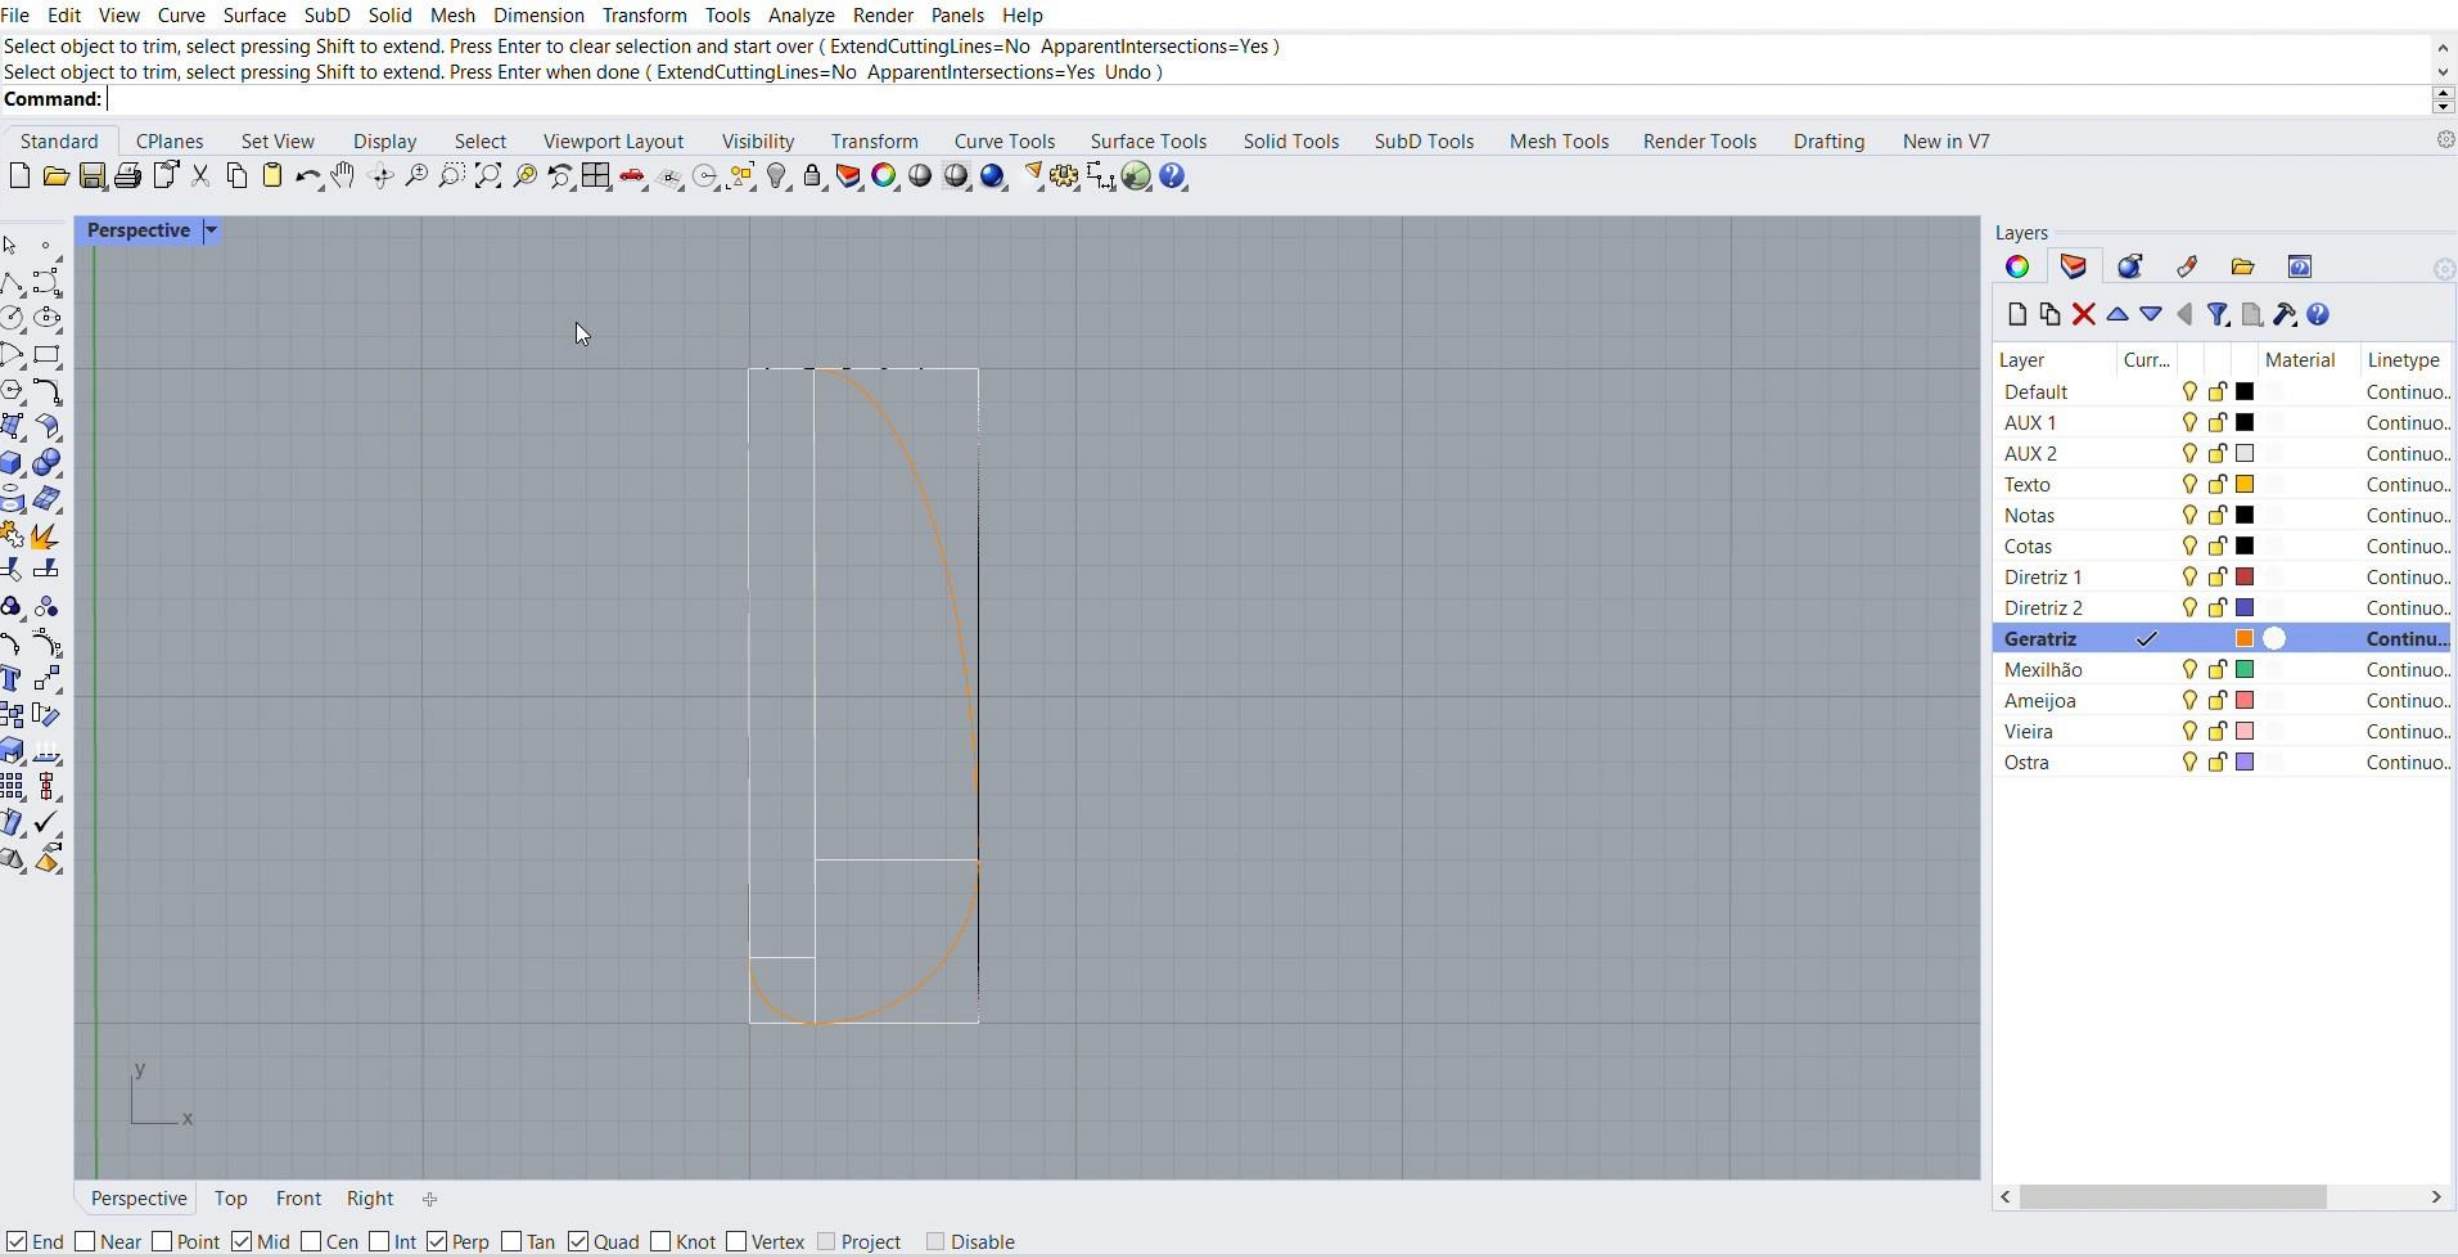 File Edit View Curve Surface SubD Solid Mesh Dimension Transform Tools Analyze Render Panels Help
Select object to trim, select pressing Shift to extend. Press Enter to clear selection and start over ( ExtendCuttingLines=No ApparentIntersections=Yes )
Select object to trim, select pressing Shift to extend. Press Enter when done ( ExtendCuttingLines=No ApparentIntersections=Yes Undo )
Command:
Standard CPlanes Set View Display Select Viewport Layout Visibility Transform Curve Tools Surface Tools Solid Tools SubD Tools Mesh Tools Render Tools Drafting New in V7
Perspective
Layers
Layer Curr... Material Linetype
Default Continuo..
AUX 1 Continuo..
AUX 2 Continuo..
Texto Continuo..
Notas Continuo..
Cotas Continuo..
Diretriz 1 Continuo..
Diretriz 2 Continuo..
Geratriz Continu...
Mexilhão Continuo..
Ameijoa Continuo..
Vieira Continuo..
Ostra Continuo..
y
x
Perspective Top Front Right
End Near Point Mid Cen Int Perp Tan Quad Knot Vertex Project Disable